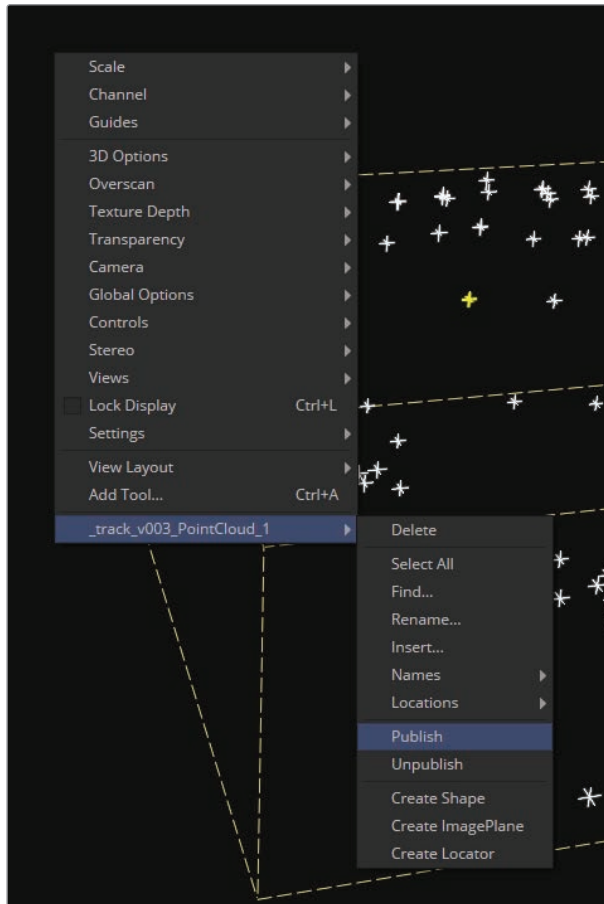 Scale
Channel
Guides
3D Options
Overscan
Texture Depth
Transparency
Camera
Global Options
Controls
Stereo
Views
Lock Display Ctrl+L
Settings
View Layout
Add Tool... Ctrl+A
_track_v003_PointCloud_1
Delete
Select All
Find...
Rename...
Insert...
Names
Locations
Publish
Unpublish
Create Shape
Create ImagePlane
Create Locator